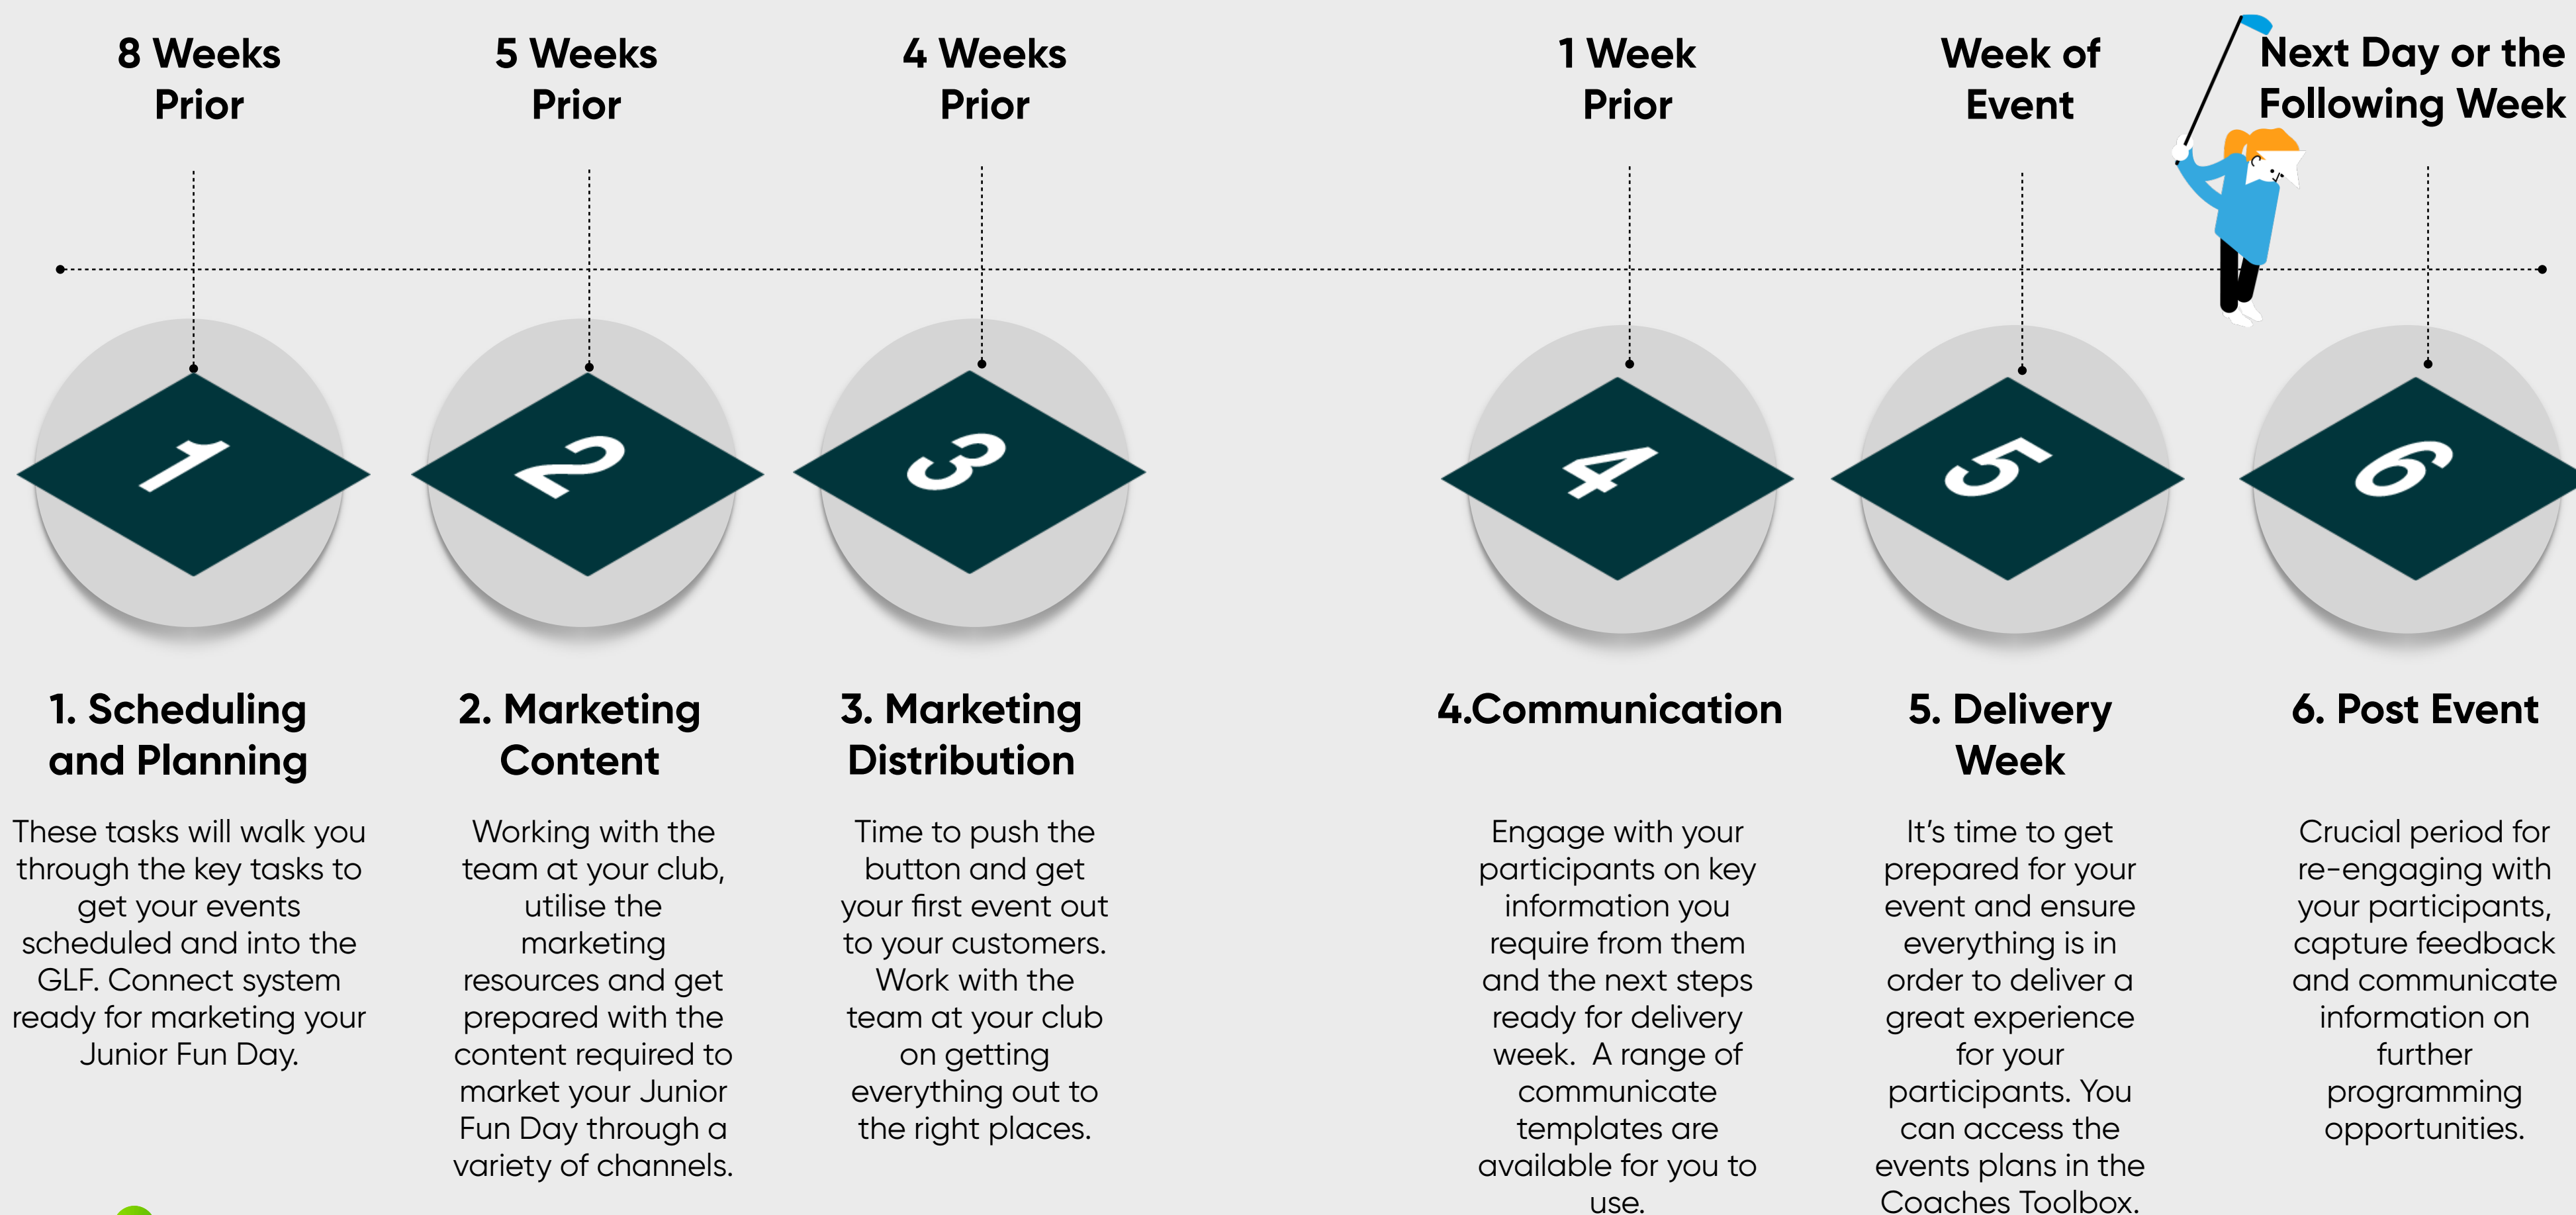 8 Weeks
Prior
5 Weeks
Prior
4 Weeks
Prior
1 Week
Prior
Week of
Event
Next Day or the
Following Week
1
2
3
4
5
6
1. Scheduling
and Planning
These tasks will walk you
through the key tasks to
get your events
scheduled and into the
GLF. Connect system
ready for marketing your
Junior Fun Day.
2. Marketing
Content
Working with the
team at your club,
utilise the
marketing
resources and get
prepared with the
content required to
market your Junior
Fun Day through a
variety of channels.
3. Marketing
Distribution
Time to push the
button and get
your first event out
to your customers.
Work with the
team at your club
on getting
everything out to
the right places.
4.Communication
Engage with your
participants on key
information you
require from them
and the next steps
ready for delivery
week.  A range of
communicate
templates are
available for you to
use.
5. Delivery
Week
It’s time to get
prepared for your
event and ensure
everything is in
order to deliver a
great experience
for your
participants. You
can access the
events plans in the
Coaches Toolbox.
6. Post Event
Crucial period for
re-engaging with
your participants,
capture feedback
and communicate
information on
further
programming
opportunities.